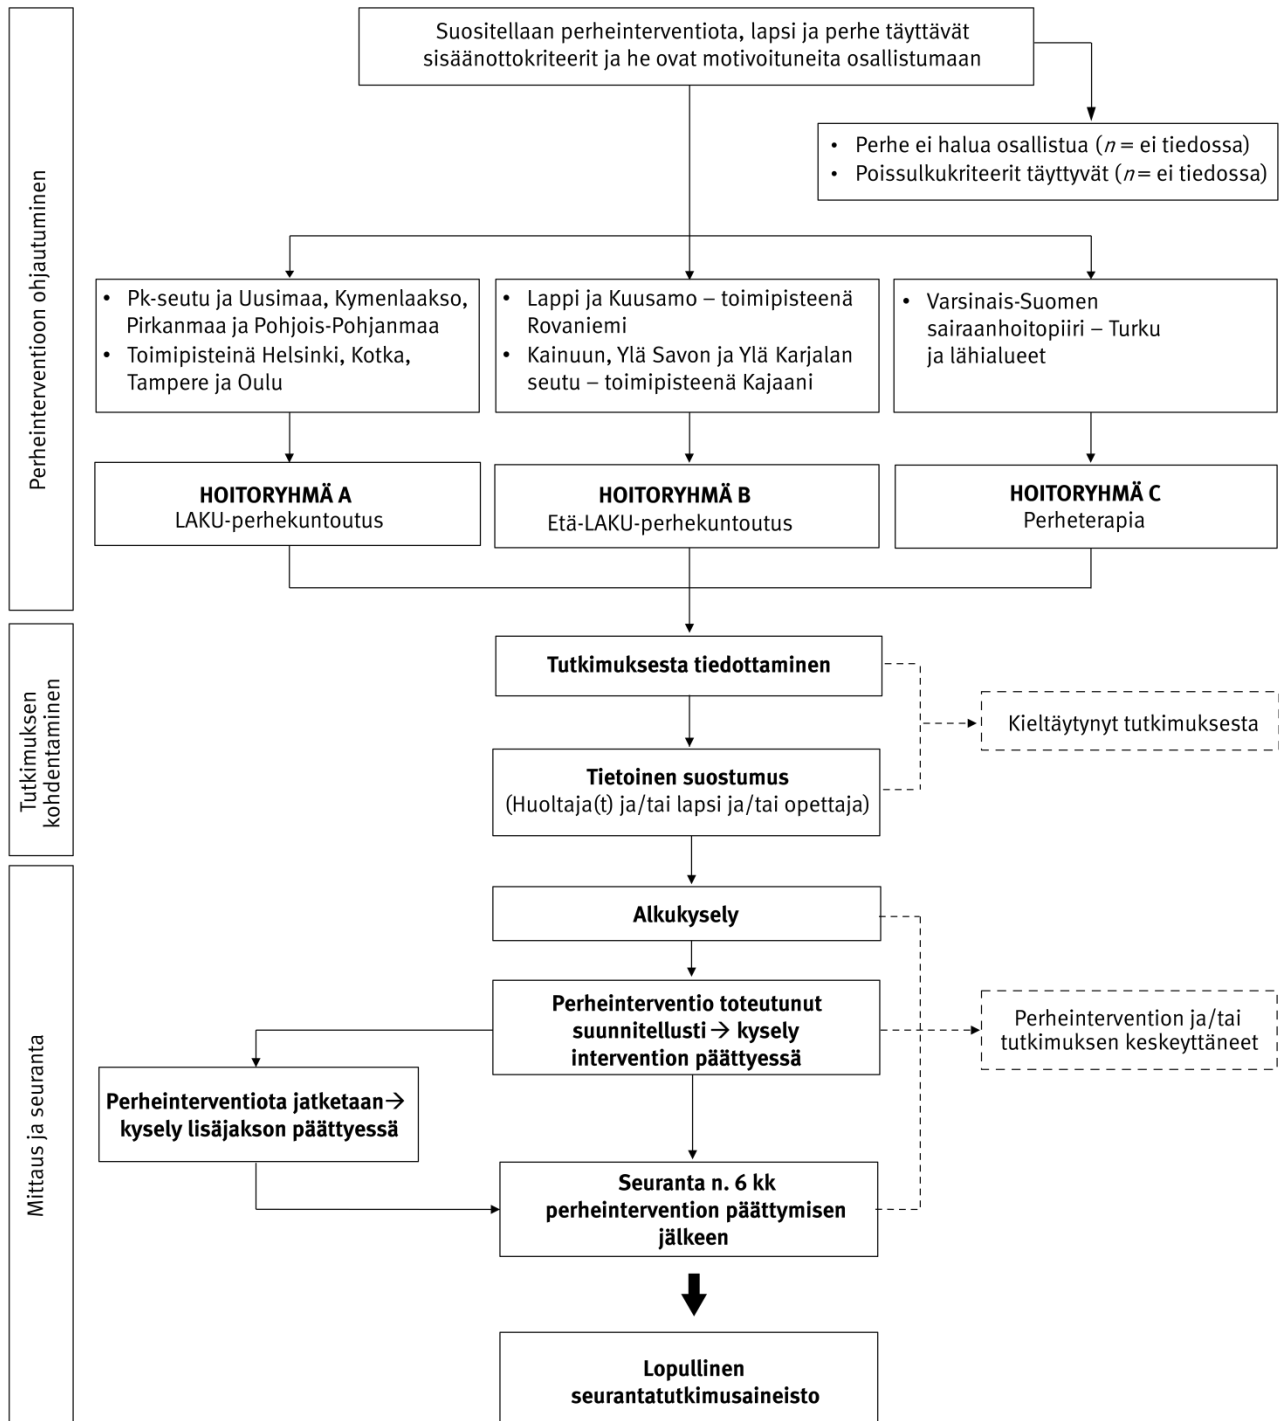 Suositellaan perheinterventiota, lapsi ja perhe täyttävät
sisäänottokriteerit ja he ovat motivoituneita osallistumaan
• Perhe ei halua osallistua (n = ei tiedossa)
• Poissulkukriteerit täyttyvät (n = ei tiedossa)
Perheinterventioon ohjautuminen
• Pk-seutu ja Uusimaa, Kymenlaakso,
Pirkanmaa ja Pohjois-Pohjanmaa
• Toimipisteinä Helsinki, Kotka,
Tampere ja Oulu
• Lappi ja Kuusamo – toimipisteenä
Rovaniemi
• Kainuun, Ylä Savon ja Ylä Karjalan
seutu – toimipisteenä Kajaani
• Varsinais-Suomen
sairaanhoitopiiri – Turku
ja lähialueet
HOITORYHMÄ A
LAKU-perhekuntoutus
HOITORYHMÄ B
Etä-LAKU-perhekuntoutus
HOITORYHMÄ C
Perheterapia
Tutkimuksen
kohdentaminen
Tutkimuksesta tiedottaminen
Kieltäytynyt tutkimuksesta
Tietoinen suostumus
(Huoltaja(t) ja/tai lapsi ja/tai opettaja)
Mittaus ja seuranta
Alkukysely
Perheinterventio toteutunut
suunnitellusti → kysely
intervention päättyessä
Perheintervention ja/tai
tutkimuksen keskeyttäneet
Perheinterventiota jatketaan →
kysely lisäjakson päättyessä
Seuranta n. 6 kk
perheintervention päättymisen
jälkeen
Lopullinen
seurantatutkimusaineisto